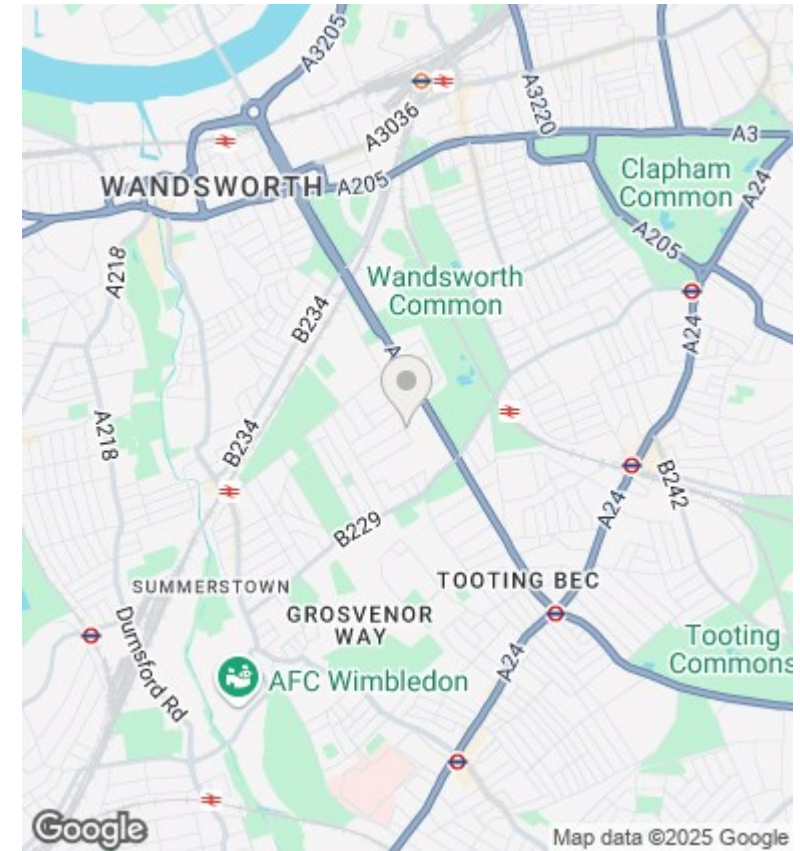 A3205
A3220
A3036
A3
WANDSWORTH
A205
Clapham
Common
A24
A205
A218
Wandsworth
Common
B234
A24
A218
B234
B242
A24
B229
SUMMERSTOWN
TOOTING BEC
GROSVENOR
WAY
Durnsford Rd
Tooting
Commons
AFC Wimbledon
A24
Google
Map data ©2025 Google